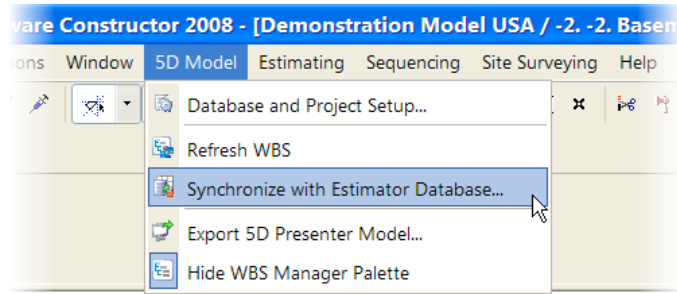 ware Constructor 2008 - [Demonstration Model USA / -2. -2. Basem
ions Window 5D Model Estimating Sequencing Site Surveying Help
Database and Project Setup...
Refresh WBS
Synchronize with Estimator Database...
Export 5D Presenter Model...
Hide WBS Manager Palette